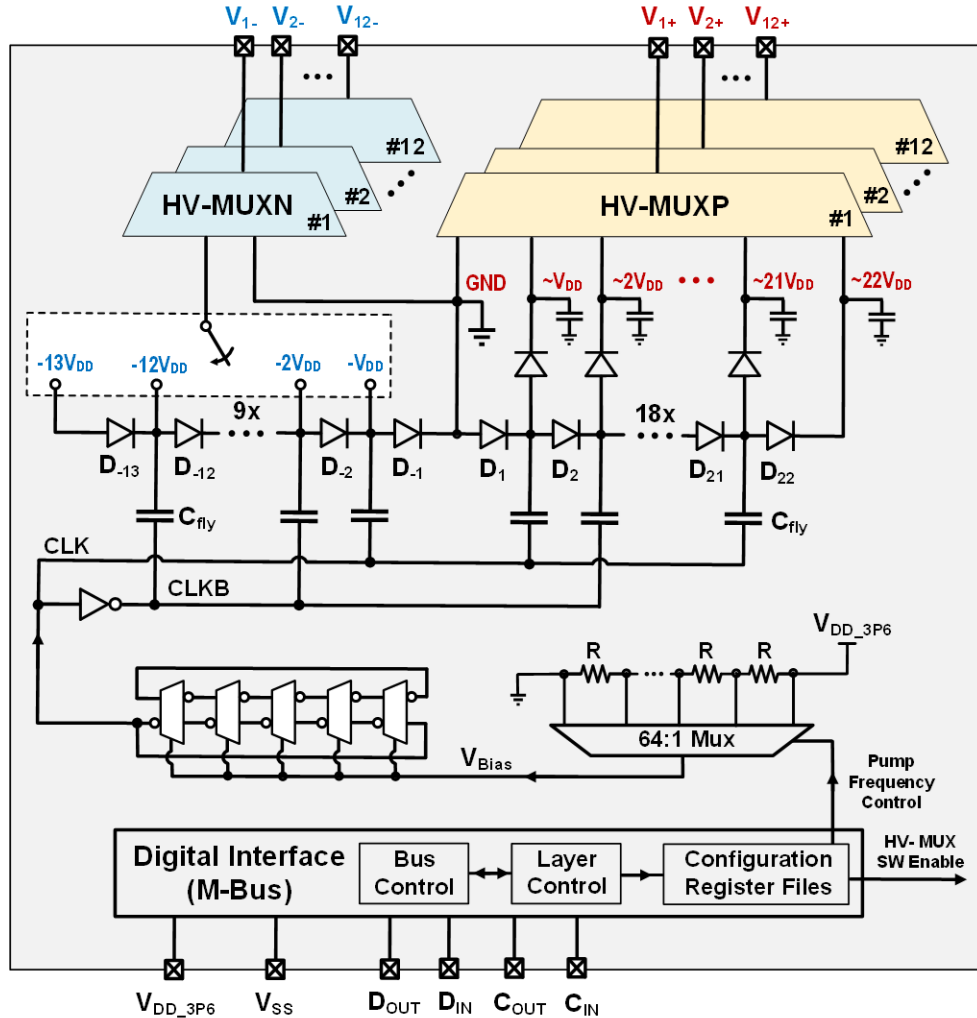 V1- V2- V12- V1+ V2+ V12+
... ...
#12 #12
#2 #2
HV-MUXN #1 HV-MUXP #1
GND ~VDD ~2VDD ... ~21VDD ~22VDD
-13VDD -12VDD -2VDD -VDD
9x 18x
D-13 D-12 D-2 D-1 D1 D2 D21 D22
Cfly Cfly
CLK
CLKB
VDD_3P6
R R R
64:1 Mux
VBias
Pump
Frequency
Control
HV- MUX
SW Enable
Digital Interface
(M-Bus)
Bus
Control
Layer
Control
Configuration
Register Files
VDD_3P6 VSS DOUT DIN COUT CIN